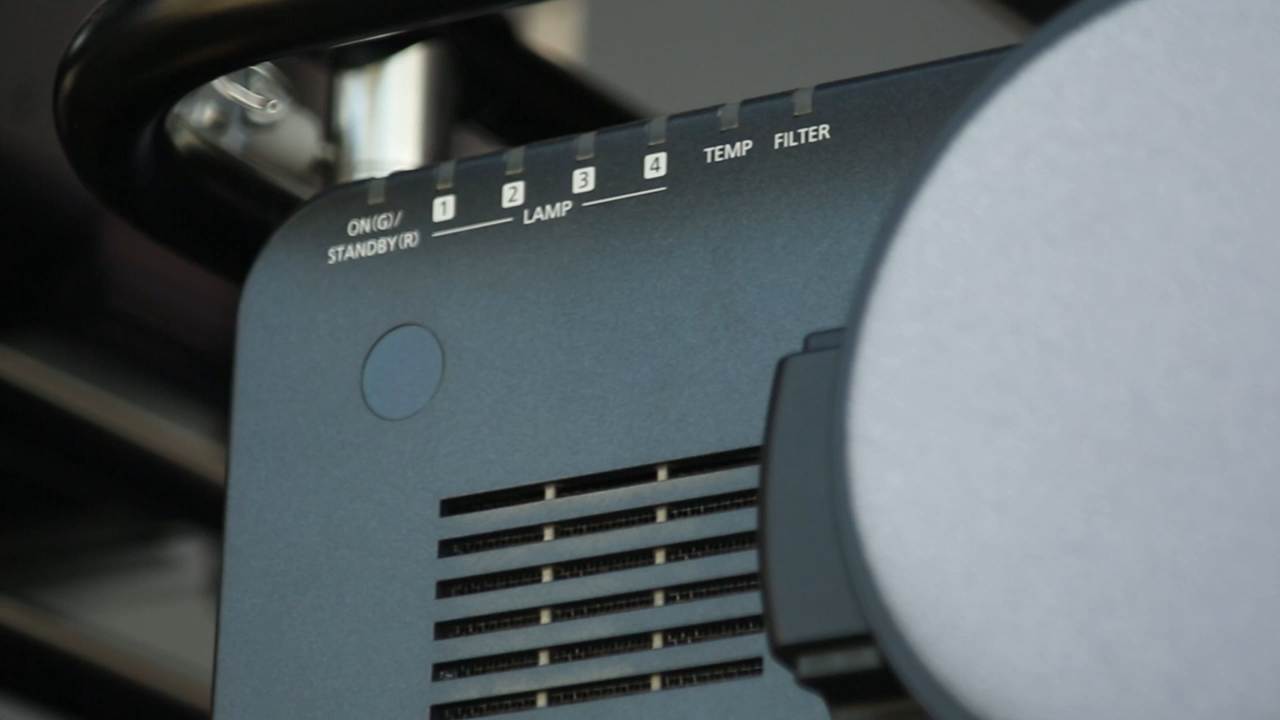 ON(G)/
STANDBY(R)
1 2 3 4
LAMP
TEMP
FILTER